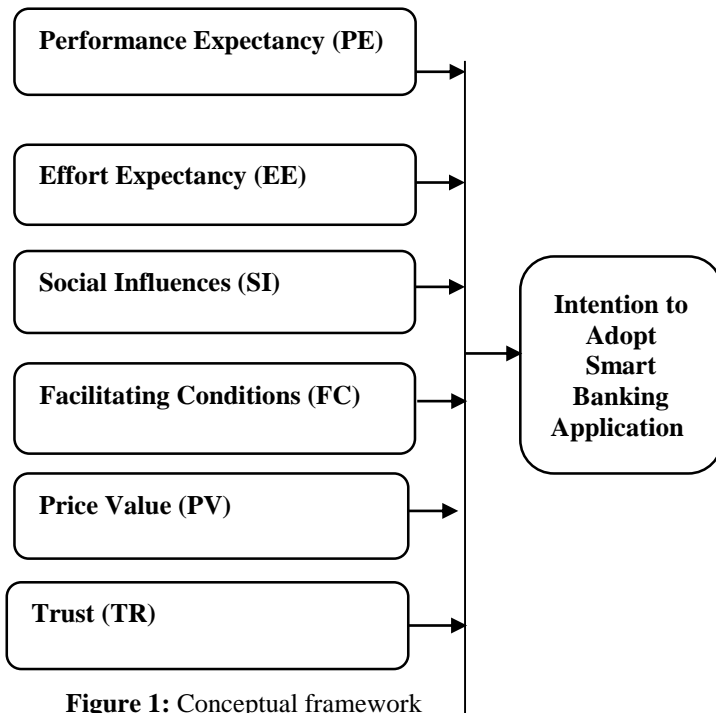 Performance Expectancy (PE)
Effort Expectancy (EE)
Social Influences (SI)
Facilitating Conditions (FC)
Price Value (PV)
Trust (TR)
Intention to
Adopt
Smart
Banking
Application
Figure 1: Conceptual framework